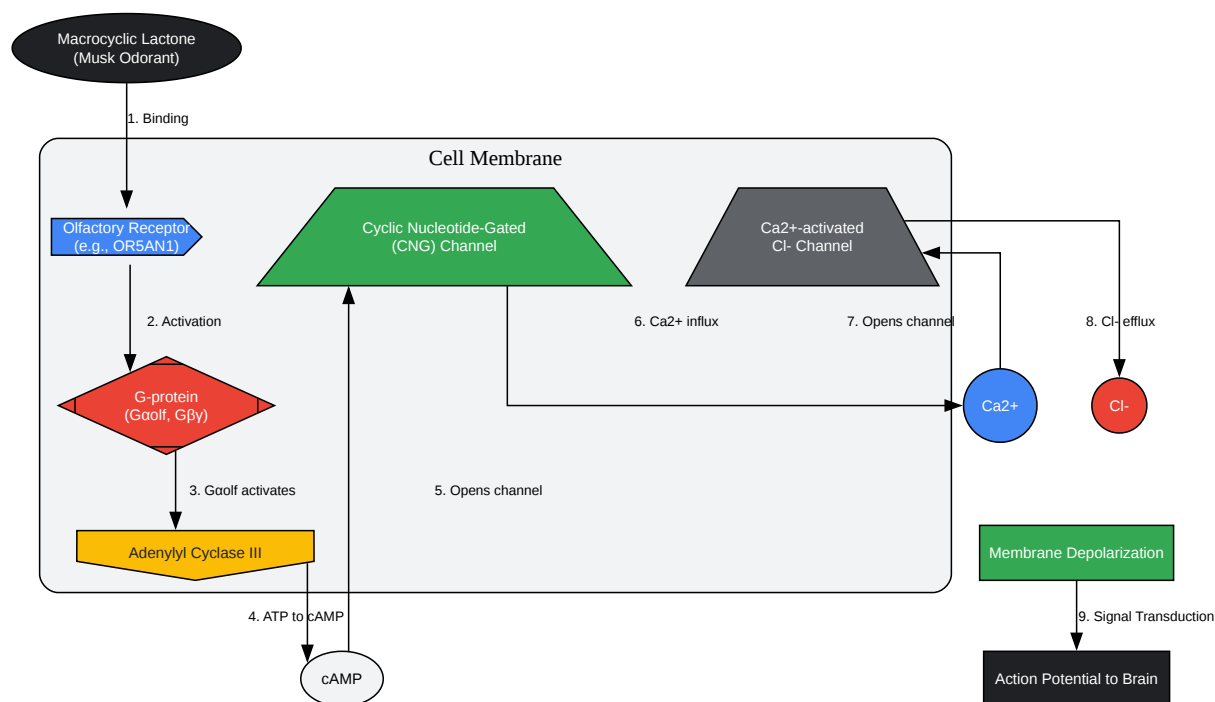 Macrocyclic Lactone
(Musk Odorant)
1. Binding
Cell Membrane
Olfactory Receptor
(e.g., OR5AN1)
Cyclic Nucleotide-Gated
(CNG) Channel
Ca2+-activated
Cl- Channel
2. Activation
6. Ca2+ influx
7. Opens channel
8. Cl- efflux
G-protein
(Gαolf, Gβγ)
Ca2+
Cl-
3. Gαolf activates
5. Opens channel
Adenylyl Cyclase III
Membrane Depolarization
4. ATP to cAMP
9. Signal Transduction
cAMP
Action Potential to Brain